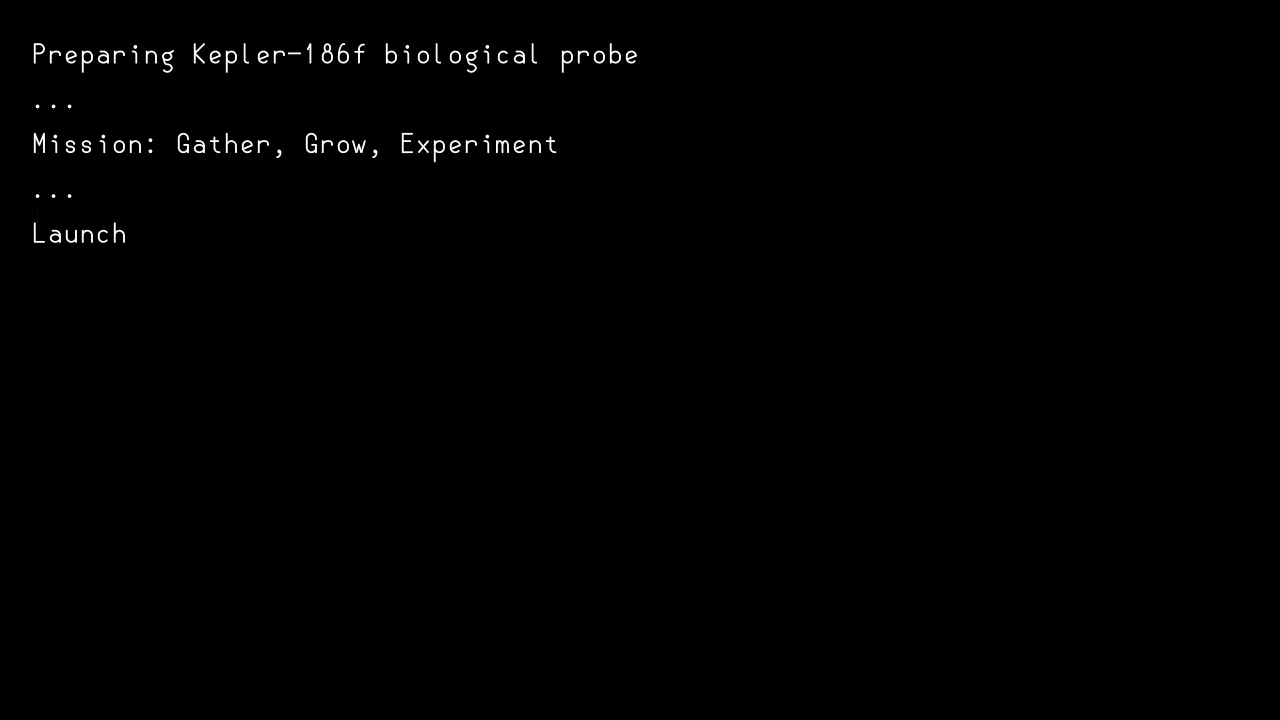 Preparing Kepler-186f biological probe
...
Mission: Gather, Grow, Experiment
...
Launch